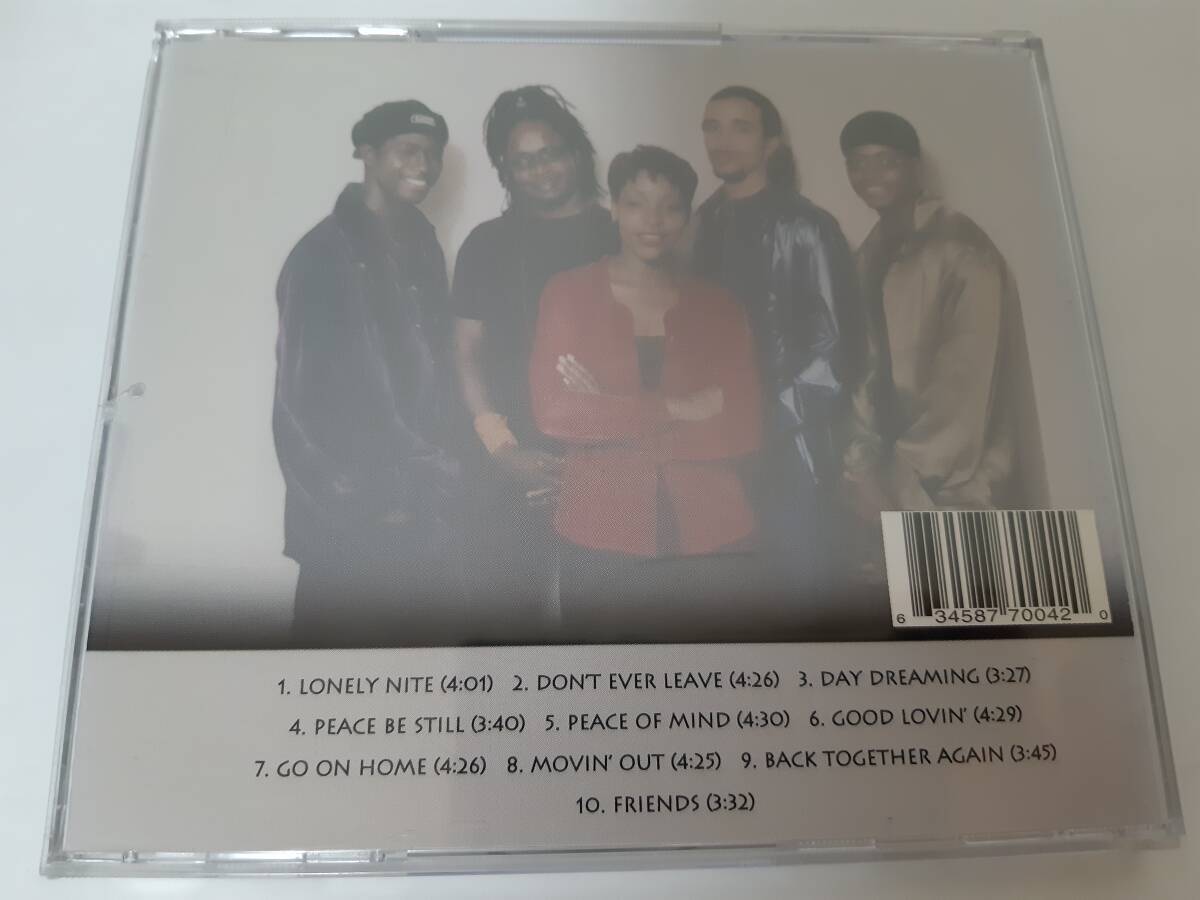 6 34587 70042 0
1. LONELY NITE (4:01) 2. DON'T EVER LEAVE (4:26) 3. DAY DREAMING (3:27)
4. PEACE BE STILL (3:40) 5. PEACE OF MIND (4:30) 6. GOOD LOVIN' (4:29)
7. GO ON HOME (4:26) 8. MOVIN' OUT (4:25) 9. BACK TOGETHER AGAIN (3:45)
10. FRIENDS (3:32)